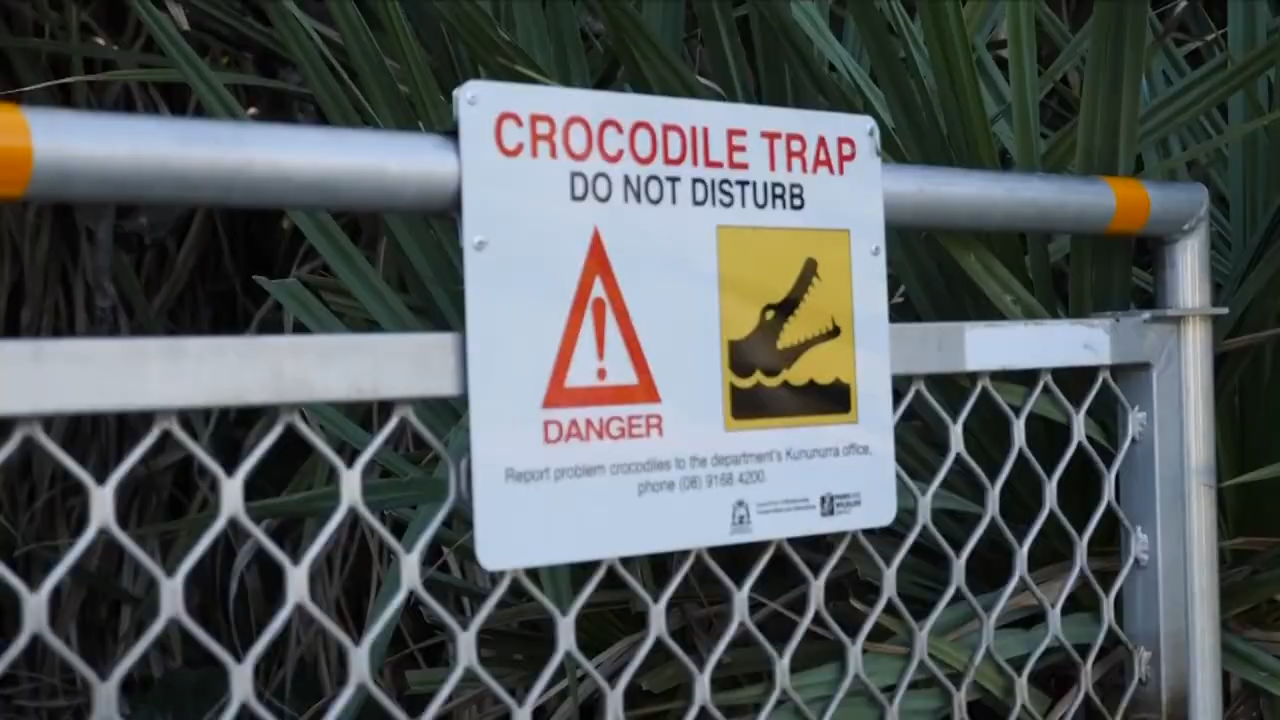 CROCODILE TRAP
DO NOT DISTURB
DANGER
Report problem crocodiles to the department's Kununurra office,
phone (08) 9168 4200.